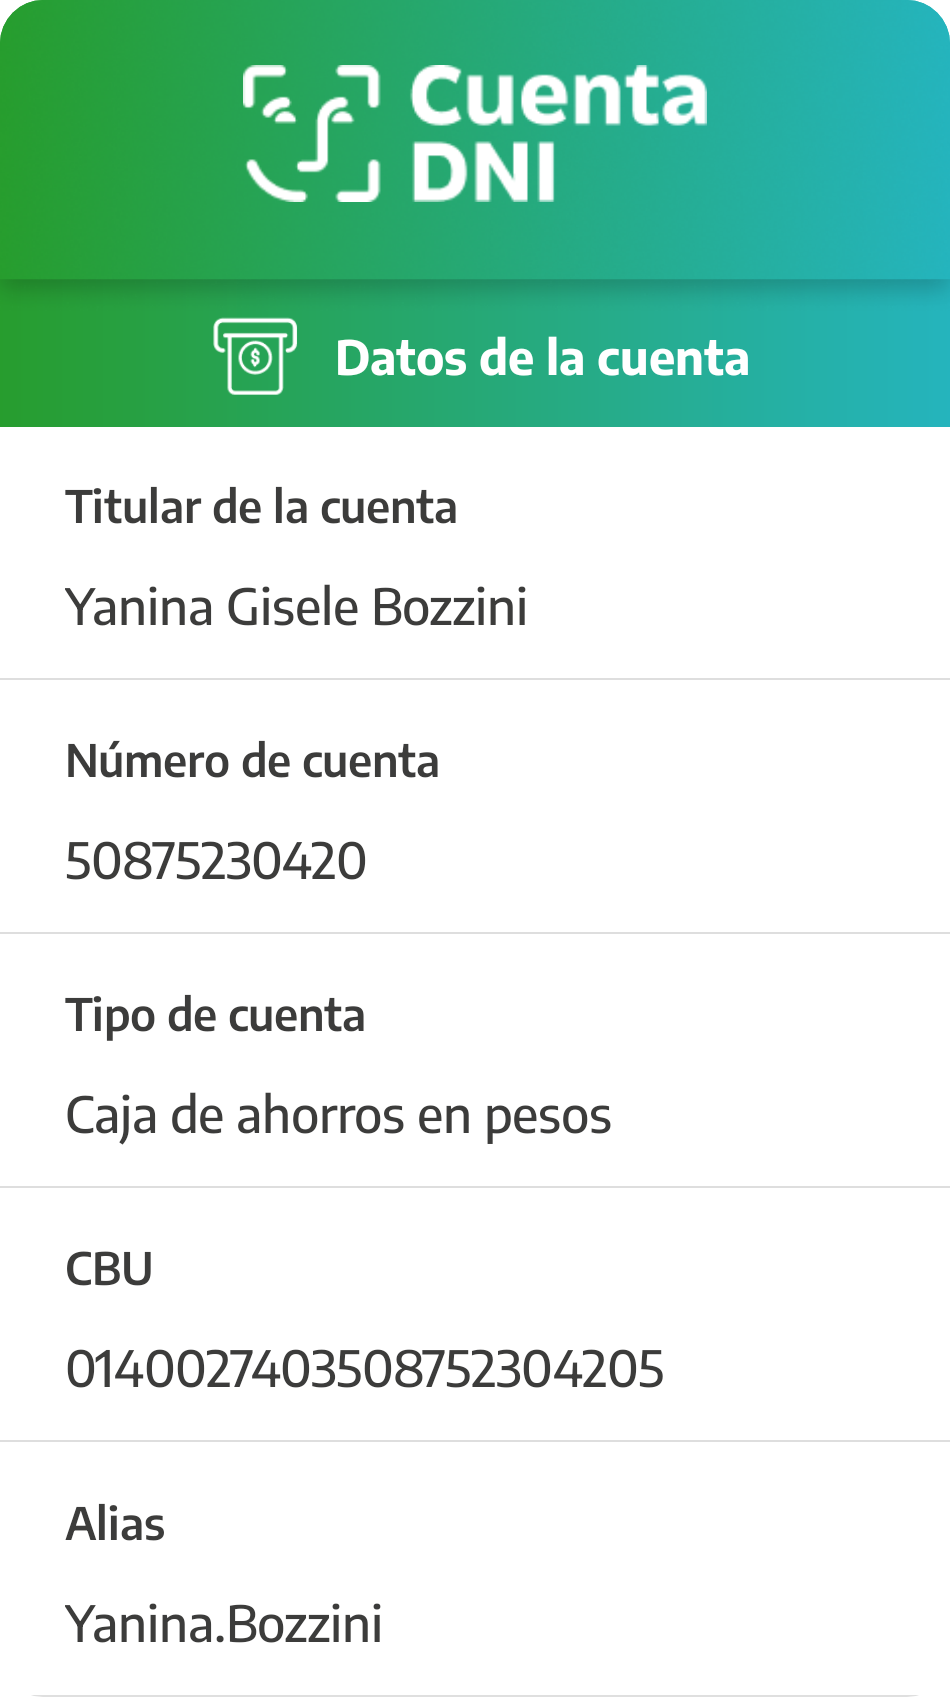 Cuenta
DNI
Datos de la cuenta
Titular de la cuenta
Yanina Gisele Bozzini
Número de cuenta
50875230420
Tipo de cuenta
Caja de ahorros en pesos
CBU
0140027403508752304205
Alias
Yanina.Bozzini